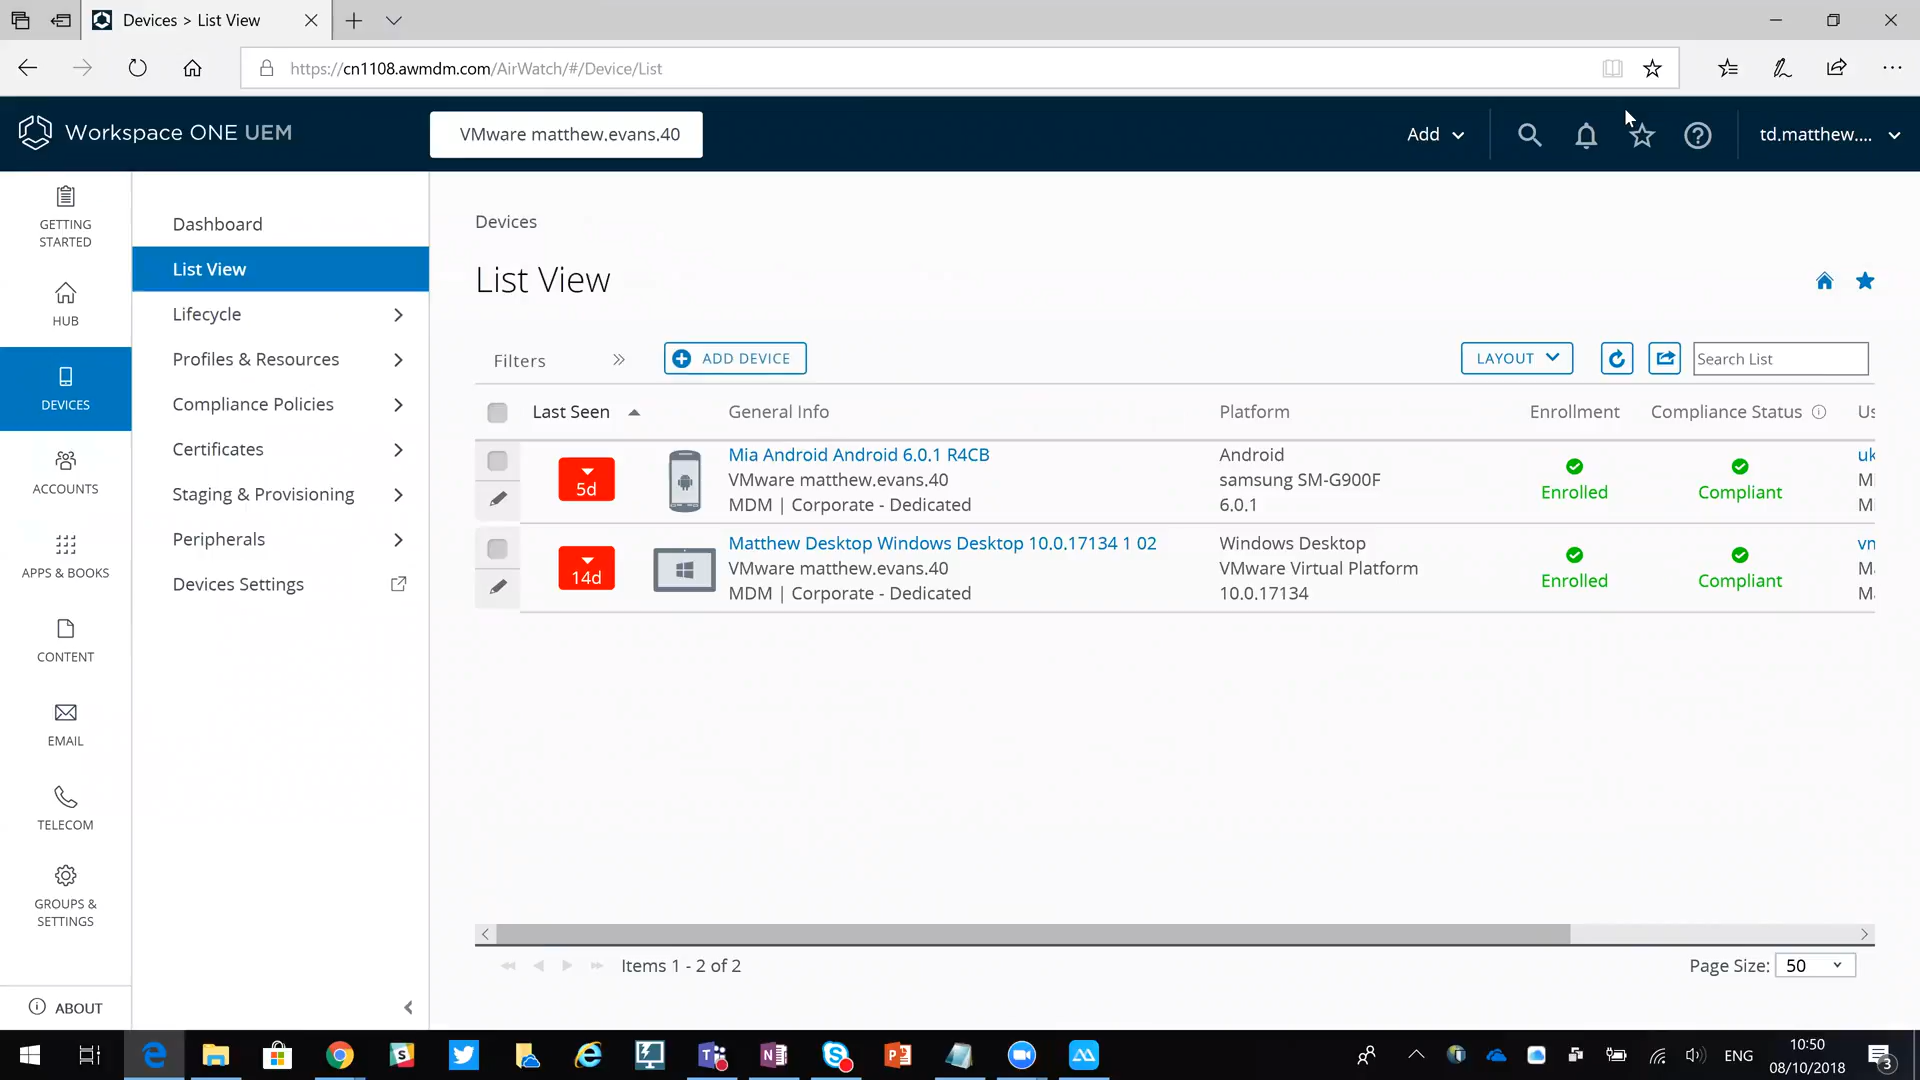 Devices > List View
https://cn1108.awmdm.com/AirWatch/#/Device/List
Workspace ONE UEM
VMware matthew.evans.40
Add
td.matthew....
GETTING STARTED
HUB
DEVICES
ACCOUNTS
APPS & BOOKS
CONTENT
EMAIL
TELECOM
GROUPS & SETTINGS
ABOUT
Dashboard
List View
Lifecycle
Profiles & Resources
Compliance Policies
Certificates
Staging & Provisioning
Peripherals
Devices Settings
Devices
List View
Filters
ADD DEVICE
LAYOUT
Search List
Last Seen General Info Platform Enrollment Compliance Status Us
5d
Mia Android Android 6.0.1 R4CB
VMware matthew.evans.40
MDM | Corporate - Dedicated
Android
samsung SM-G900F
6.0.1
Enrolled
Compliant
uk
M
M
14d
Matthew Desktop Windows Desktop 10.0.17134 1 02
VMware matthew.evans.40
MDM | Corporate - Dedicated
Windows Desktop
VMware Virtual Platform
10.0.17134
Enrolled
Compliant
vn
Ma
Ma
Items 1 - 2 of 2
Page Size: 50
ENG
10:50
08/10/2018
3